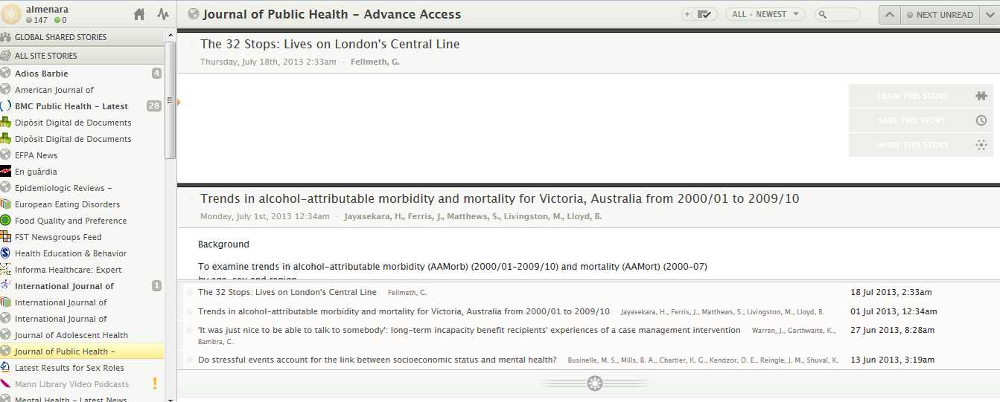 almenara
147 0
GLOBAL SHARED STORIES
ALL SITE STORIES
Adios Barbie 4
American Journal of
BMC Public Health – Latest 28
Dipòsit Digital de Documents
Dipòsit Digital de Documents
EFPA News
En guàrdia
Epidemiologic Reviews –
European Eating Disorders
Food Quality and Preference
FST Newsgroups Feed
Health Education & Behavior
Informa Healthcare: Expert
International Journal of 1
International Journal of
International Journal of
Journal of Adolescent Health
Journal of Public Health –
Latest Results for Sex Roles
Mann Library Video Podcasts !
Mental Health – Latest News
Journal of Public Health – Advance Access
ALL · NEWEST
NEXT UNREAD
The 32 Stops: Lives on London's Central Line
Thursday, July 18th, 2013 2:33am · Fellmeth, G.
TRAIN THIS STORY
SAVE THIS STORY
SHARE THIS STORY
Trends in alcohol-attributable morbidity and mortality for Victoria, Australia from 2000/01 to 2009/10
Monday, July 1st, 2013 12:34am · Jayasekara, H., Ferris, J., Matthews, S., Livingston, M., Lloyd, B.
Background
To examine trends in alcohol-attributable morbidity (AAMorb) (2000/01–2009/10) and mortality (AAMort) (2000–07)
by age, sex and region.
The 32 Stops: Lives on London's Central Line Fellmeth, G. 18 Jul 2013, 2:33am
Trends in alcohol-attributable morbidity and mortality for Victoria, Australia from 2000/01 to 2009/10 Jayasekara, H., Ferris, J., Matthews, S., Livingston, M., Lloyd, B. 01 Jul 2013, 12:34am
'It was just nice to be able to talk to somebody': long-term incapacity benefit recipients' experiences of a case management intervention Warren, J., Garthwaite, K., 27 Jun 2013, 8:28am
Bambra, C.
Do stressful events account for the link between socioeconomic status and mental health? Businelle, M. S., Mills, B. A., Chartier, K. G., Kendzor, D. E., Reingle, J. M., Shuval, K. 13 Jun 2013, 3:19am